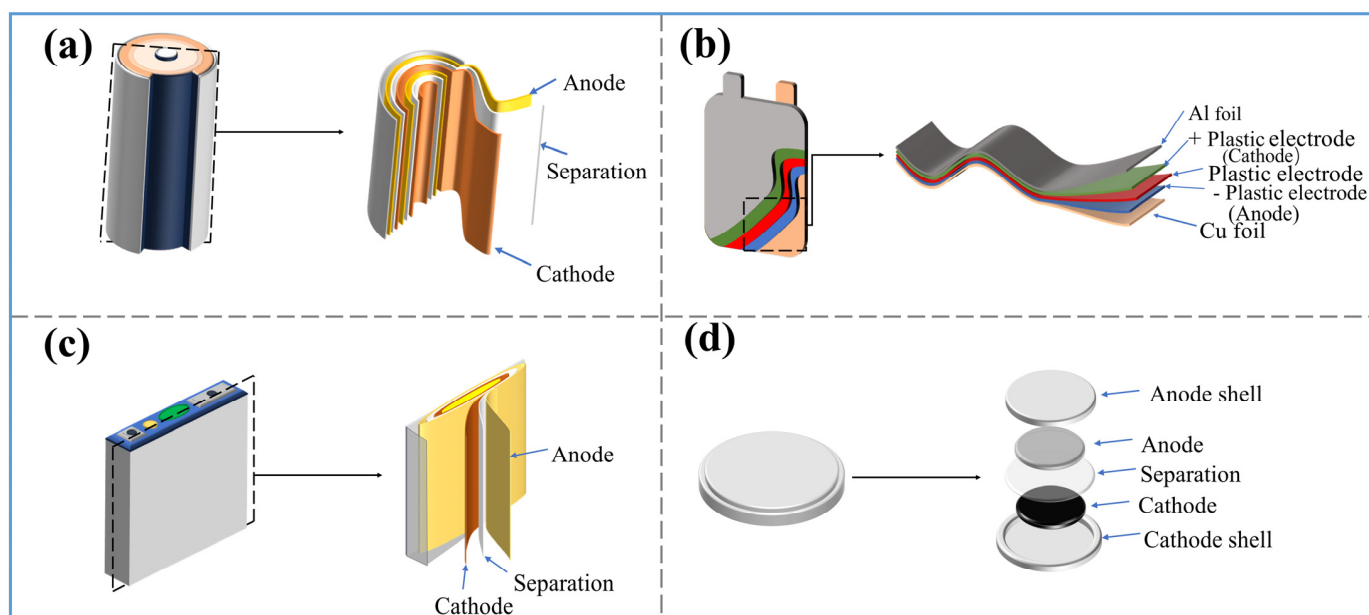 (a)
Anode
Separation
Cathode
(b)
Al foil
+ Plastic electrode
(Cathode)
Plastic electrode
- Plastic electrode
(Anode)
Cu foil
(c)
Anode
Separation
Cathode
(d)
Anode shell
Anode
Separation
Cathode
Cathode shell